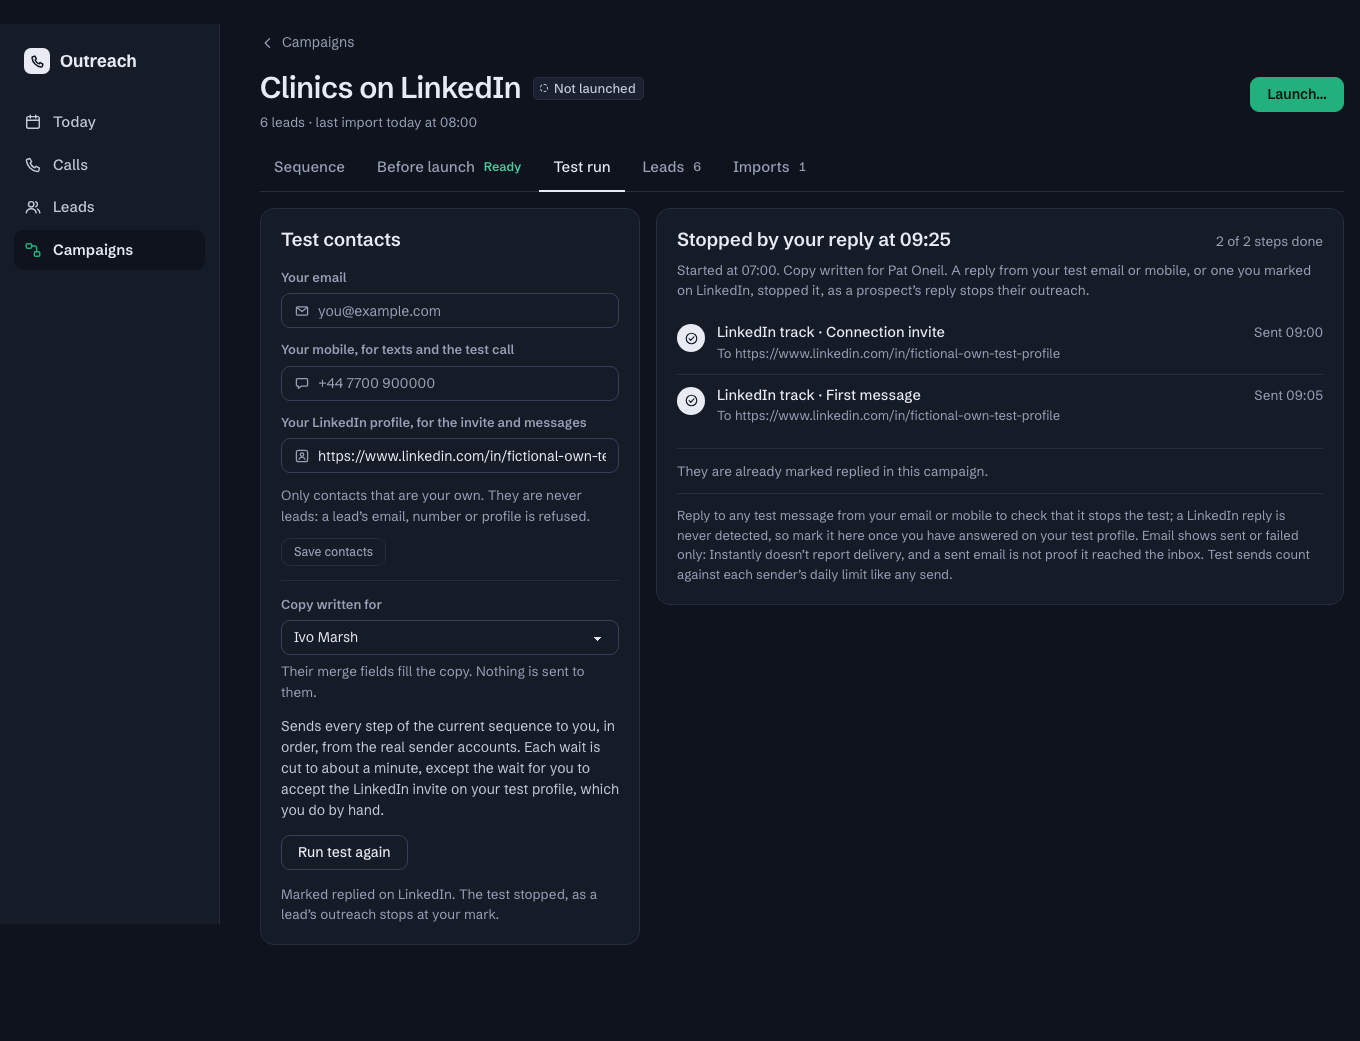 Outreach
Today
Calls
Leads
Campaigns
Campaigns
Clinics on LinkedIn
Not launched
6 leads · last import today at 08:00
Launch…
Sequence
Before launch Ready
Test run
Leads 6
Imports 1
Test contacts
Your email
you@example.com
Your mobile, for texts and the test call
+44 7700 900000
Your LinkedIn profile, for the invite and messages
https://www.linkedin.com/in/fictional-own-te
Only contacts that are your own. They are never
leads: a lead’s email, number or profile is refused.
Save contacts
Copy written for
Ivo Marsh
Their merge fields fill the copy. Nothing is sent to
them.
Sends every step of the current sequence to you, in
order, from the real sender accounts. Each wait is
cut to about a minute, except the wait for you to
accept the LinkedIn invite on your test profile, which
you do by hand.
Run test again
Marked replied on LinkedIn. The test stopped, as a
lead’s outreach stops at your mark.
Stopped by your reply at 09:25
2 of 2 steps done
Started at 07:00. Copy written for Pat Oneil. A reply from your test email or mobile, or one you marked
on LinkedIn, stopped it, as a prospect’s reply stops their outreach.
LinkedIn track · Connection invite
Sent 09:00
To https://www.linkedin.com/in/fictional-own-test-profile
LinkedIn track · First message
Sent 09:05
To https://www.linkedin.com/in/fictional-own-test-profile
They are already marked replied in this campaign.
Reply to any test message from your email or mobile to check that it stops the test; a LinkedIn reply is
never detected, so mark it here once you have answered on your test profile. Email shows sent or failed
only: Instantly doesn’t report delivery, and a sent email is not proof it reached the inbox. Test sends count
against each sender’s daily limit like any send.